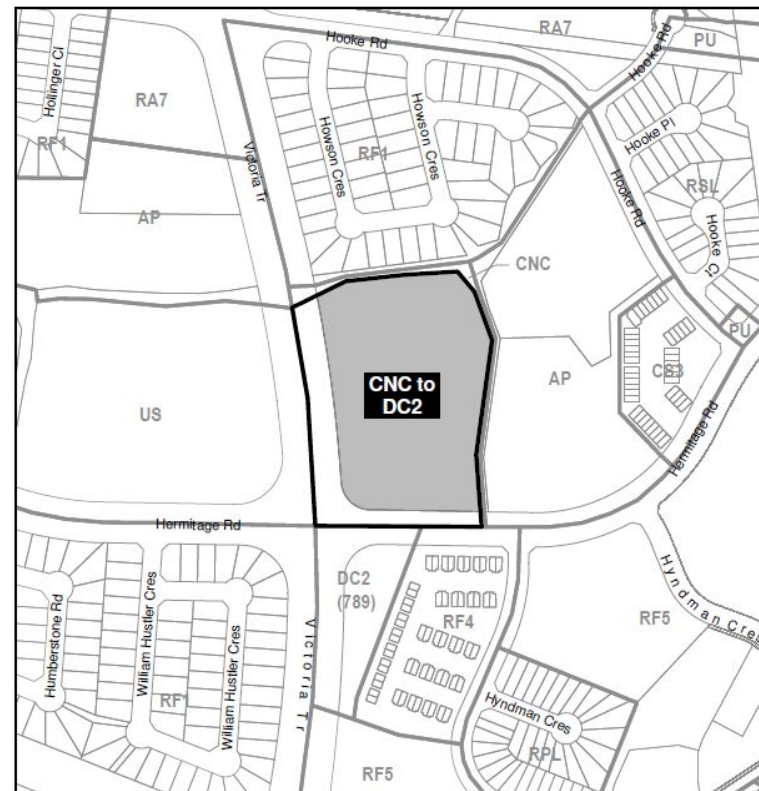 Hooke Rd
RA7
PU
Hooke Rd
Hollinger Cl
RA7
RF1
Howson Cres
Howson Cres
RF1
Hooke Pl
Victoria Tr
Hooke Rd
RSL
Hooke Ct
AP
CNC
PU
CNC to
DC2
US
AP
CS3
Hermitage Rd
Hermitage Rd
DC2
(789)
RF4
Hyndman Cres
RF5
Humberstone Rd
William Hustler Cres
William Hustler Cres
RF1
Victoria Tr
Hyndman Cres
RPL
RF5